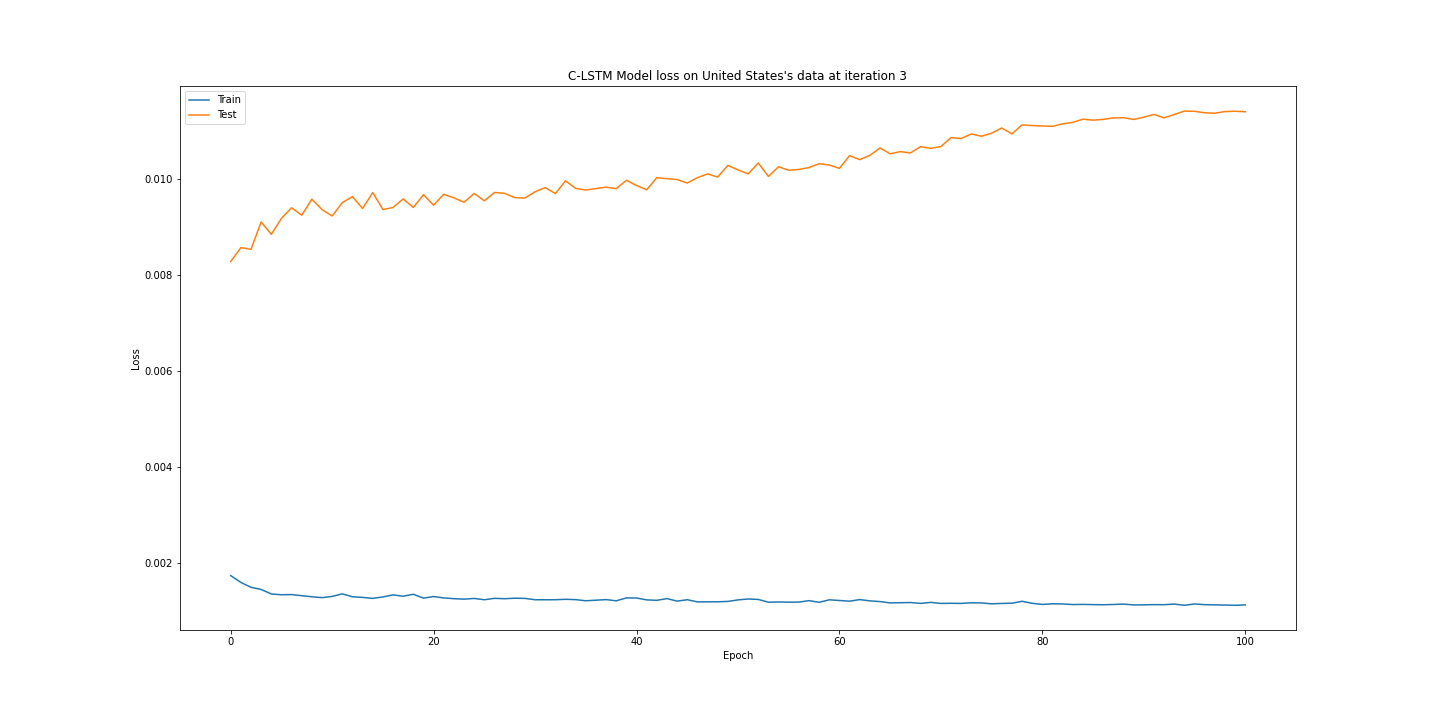 C-LSTM Model loss on United States's data at iteration 3
Train
Test
0.010
0.008
0.006
0.004
0.002
Loss
0 20 40 60 80 100
Epoch